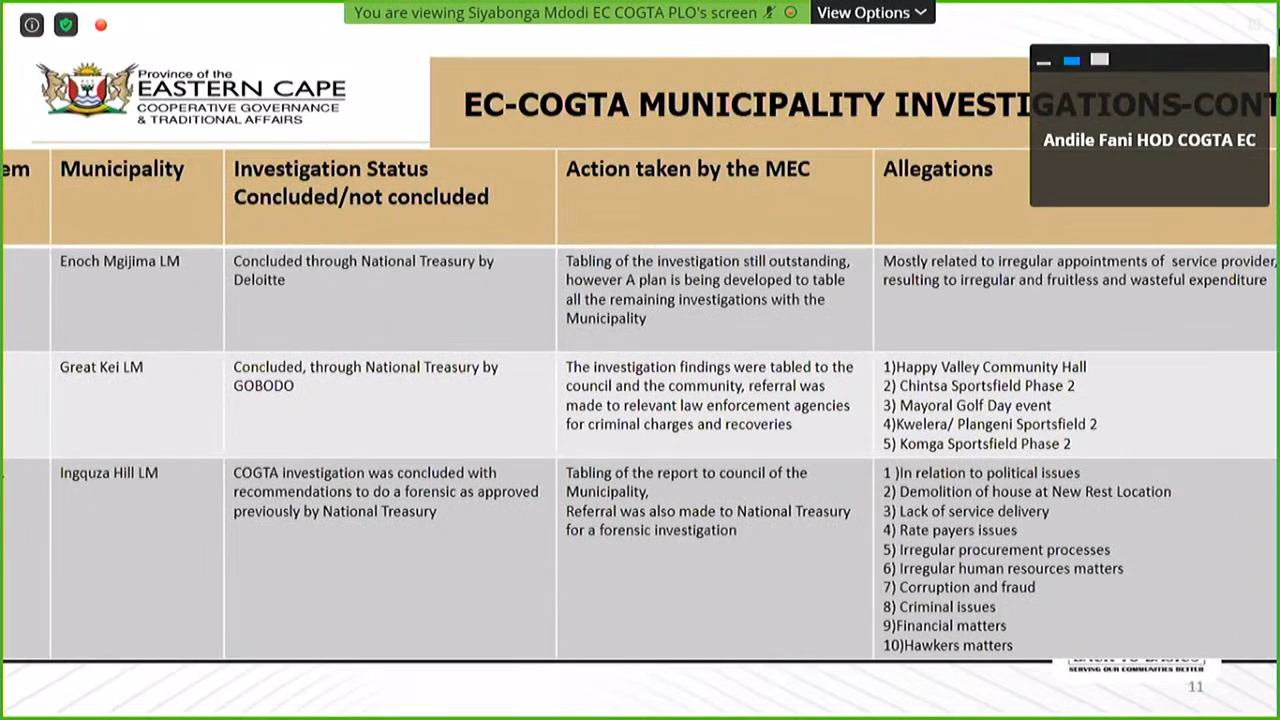 You are viewing Siyabonga Mdodi EC COGTA PLO's screen
View Options
Province of the
EASTERN CAPE
COOPERATIVE GOVERNANCE
& TRADITIONAL AFFAIRS
EC-COGTA MUNICIPALITY INVESTIGATIONS-CONT
Andile Fani HOD COGTA EC
em
Municipality
Investigation Status
Concluded/not concluded
Action taken by the MEC
Allegations
Enoch Mgijima LM
Concluded through National Treasury by
Deloitte
Tabling of the investigation still outstanding,
however A plan is being developed to table
all the remaining investigations with the
Municipality
Mostly related to irregular appointments of service provider,
resulting to irregular and fruitless and wasteful expenditure
Great Kei LM
Concluded, through National Treasury by
GOBODO
The investigation findings were tabled to the
council and the community, referral was
made to relevant law enforcement agencies
for criminal charges and recoveries
1)Happy Valley Community Hall
2) Chintsa Sportsfield Phase 2
3) Mayoral Golf Day event
4)Kwelera/ Plangeni Sportsfield 2
5) Komga Sportsfield Phase 2
Ingquza Hill LM
COGTA investigation was concluded with
recommendations to do a forensic as approved
previously by National Treasury
Tabling of the report to council of the
Municipality,
Referral was also made to National Treasury
for a forensic investigation
1 )In relation to political issues
2) Demolition of house at New Rest Location
3) Lack of service delivery
4) Rate payers issues
5) Irregular procurement processes
6) Irregular human resources matters
7) Corruption and fraud
8) Criminal issues
9)Financial matters
10)Hawkers matters
SERVING OUR COMMUNITIES BETTER
11